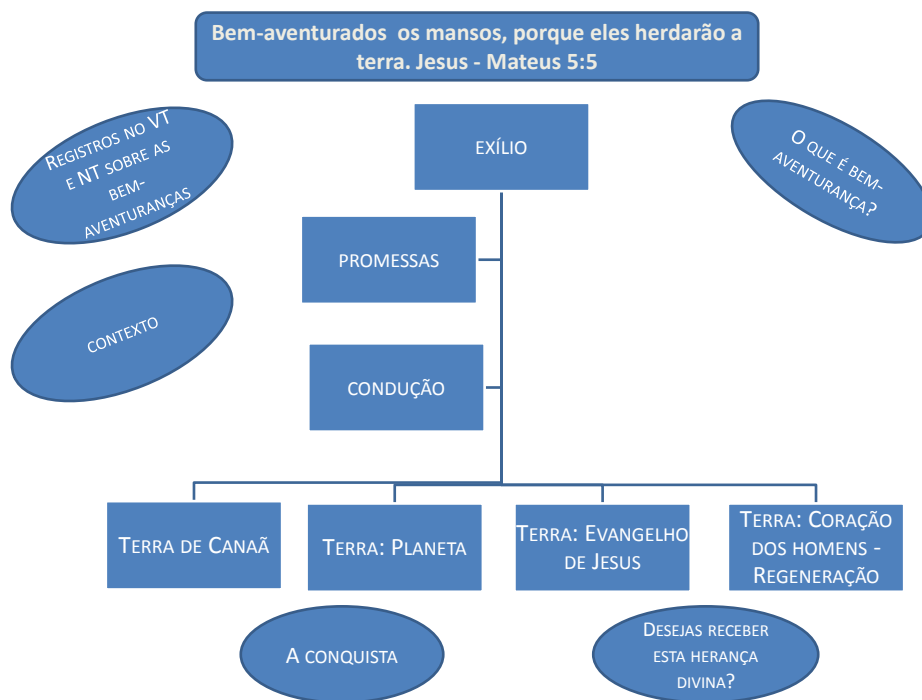 Bem-aventurados os mansos, porque eles herdarão a
terra. Jesus - Mateus 5:5
Registros no VT
e NT sobre as
bem-
aventuranças
EXÍLIO
O que é bem-
aventurança?
PROMESSAS
CONTEXTO
CONDUÇÃO
Terra de Canaã
Terra: Planeta
Terra: Evangelho
de Jesus
Terra: Coração
dos homens -
Regeneração
A conquista
Desejas receber
esta herança
divina?